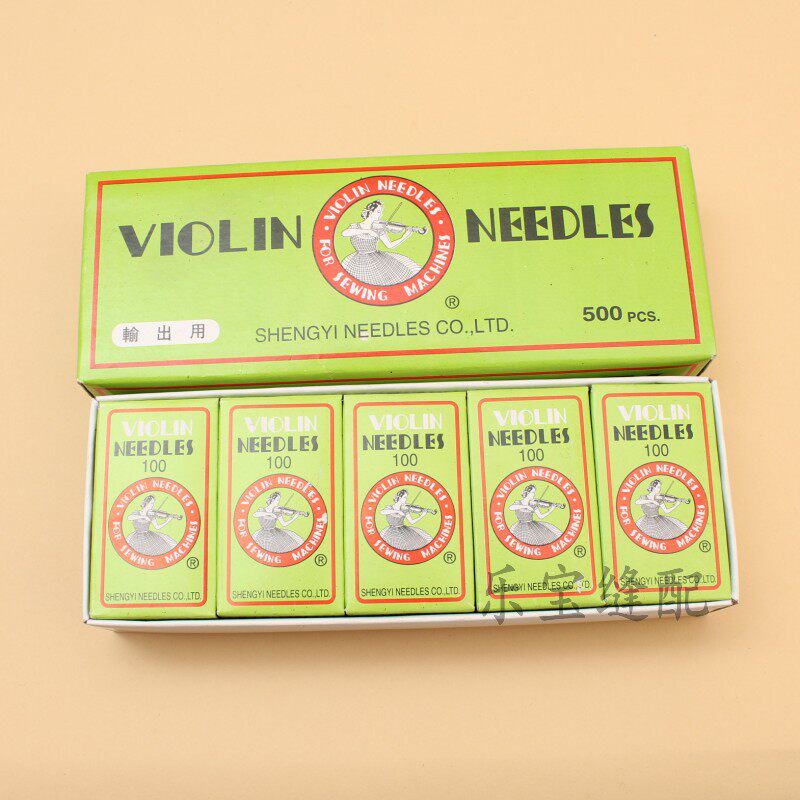 VIOLIN NEEDLES
VIOLIN NEEDLES
FOR SEWING MACHINES
®
輸出用
SHENGYI NEEDLES CO.,LTD.
500 PCS.
VIOLIN
NEEDLES
100
VIOLIN NEEDLES
FOR SEWING MACHINES
®
SHENGYI NEEDLES CO.,LTD.
VIOLIN
NEEDLES
100
VIOLIN NEEDLES
FOR SEWING MACHINES
®
SHENGYI NEEDLES CO.,LTD.
VIOLIN
NEEDLES
100
VIOLIN NEEDLES
FOR SEWING MACHINES
®
SHENGYI NEEDLES CO.,LTD.
VIOLIN
NEEDLES
100
VIOLIN NEEDLES
FOR SEWING MACHINES
®
SHENGYI NEEDLES CO.,LTD.
VIOLIN
NEEDLES
100
VIOLIN NEEDLES
FOR SEWING MACHINES
®
SHENGYI NEEDLES CO.,LTD.
乐宝缝配